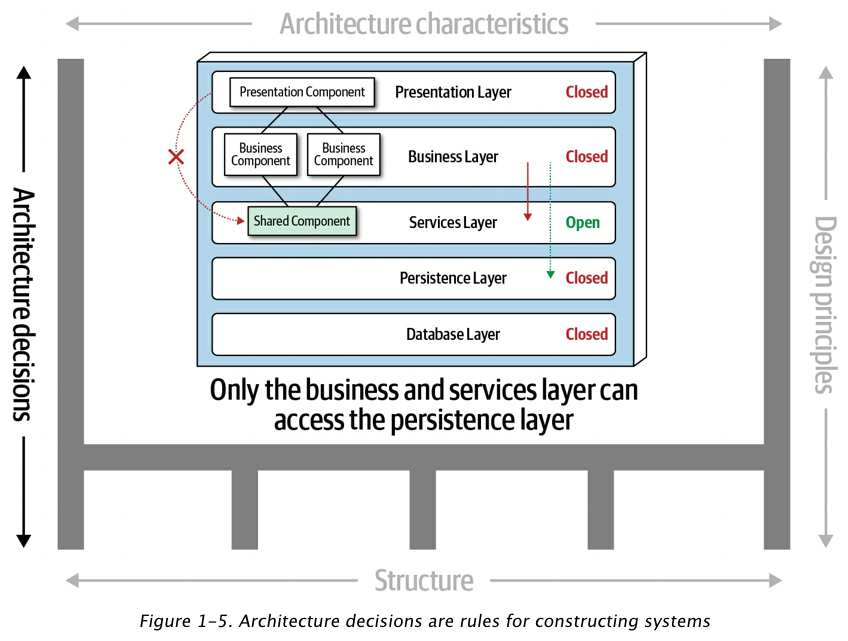 Architecture characteristics
Architecture decisions
Design principles
Presentation Component
Presentation Layer
Closed
Business
Component
Business
Component
Business Layer
Closed
Shared Component
Services Layer
Open
Persistence Layer
Closed
Database Layer
Closed
Only the business and services layer can
access the persistence layer
Structure
Figure 1–5. Architecture decisions are rules for constructing systems